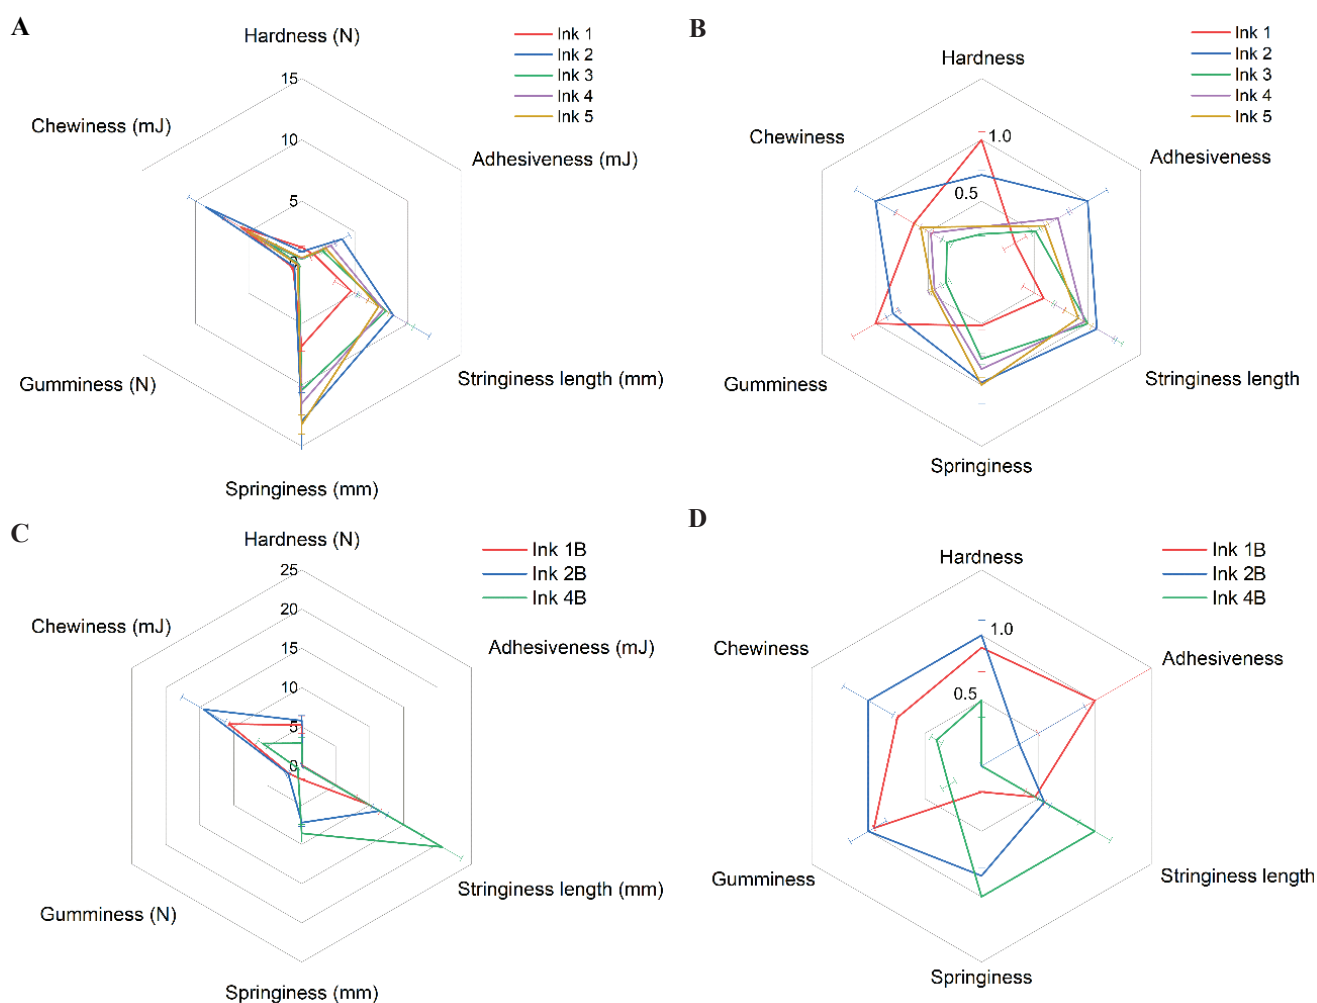 A
Hardness (N)
Ink 1
Ink 2
Ink 3
Ink 4
Ink 5
15
10
5
0
Chewiness (mJ)
Adhesiveness (mJ)
Gumminess (N)
Stringiness length (mm)
Springiness (mm)
B
Hardness
Ink 1
Ink 2
Ink 3
Ink 4
Ink 5
1.0
0.5
Chewiness
Adhesiveness
Gumminess
Stringiness length
Springiness
C
Hardness (N)
Ink 1B
Ink 2B
Ink 4B
25
20
15
10
5
0
Chewiness (mJ)
Adhesiveness (mJ)
Gumminess (N)
Stringiness length (mm)
Springiness (mm)
D
Hardness
Ink 1B
Ink 2B
Ink 4B
1.0
0.5
Chewiness
Adhesiveness
Gumminess
Stringiness length
Springiness